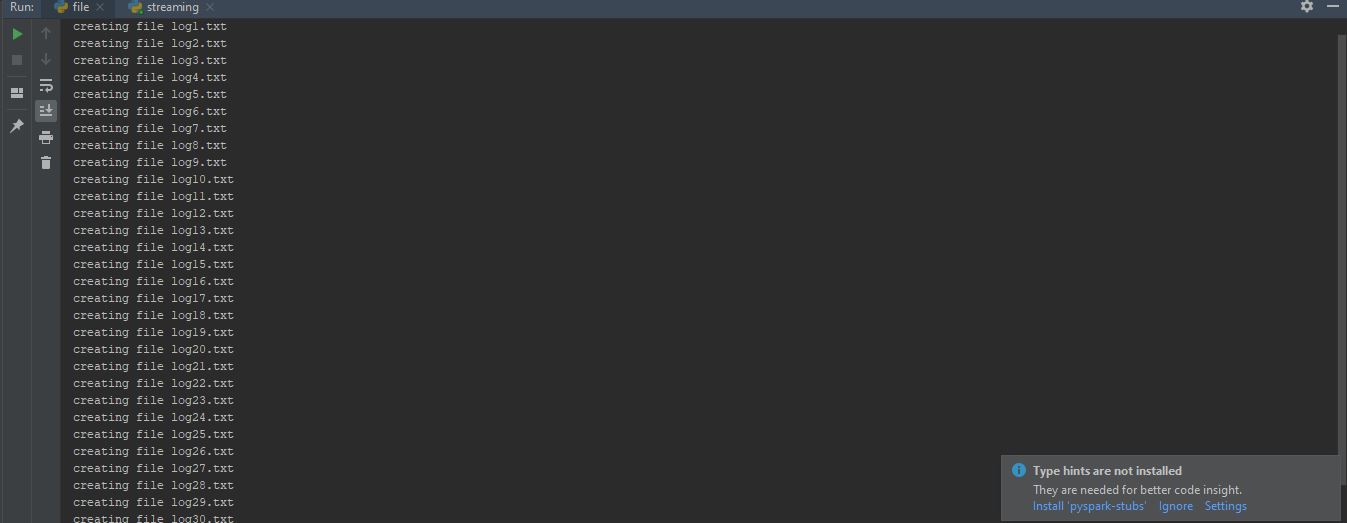 Run: file streaming
creating file log1.txt
creating file log2.txt
creating file log3.txt
creating file log4.txt
creating file log5.txt
creating file log6.txt
creating file log7.txt
creating file log8.txt
creating file log9.txt
creating file log10.txt
creating file log11.txt
creating file log12.txt
creating file log13.txt
creating file log14.txt
creating file log15.txt
creating file log16.txt
creating file log17.txt
creating file log18.txt
creating file log19.txt
creating file log20.txt
creating file log21.txt
creating file log22.txt
creating file log23.txt
creating file log24.txt
creating file log25.txt
creating file log26.txt
creating file log27.txt
creating file log28.txt
creating file log29.txt
creating file log30.txt
Type hints are not installed
They are needed for better code insight.
Install 'pyspark-stubs' Ignore Settings